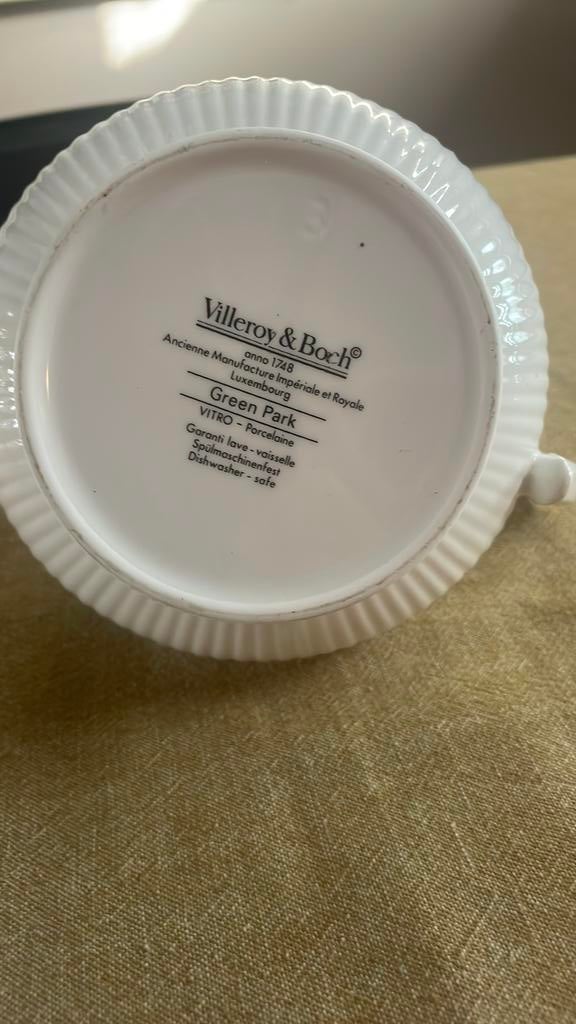 Villeroy & Boch©
anno 1748
Ancienne Manufacture Impériale et Royale
Luxembourg
Green Park
VITRO - Porcelaine
Garanti lave - vaisselle
Spülmaschinenfest
Dishwasher - safe